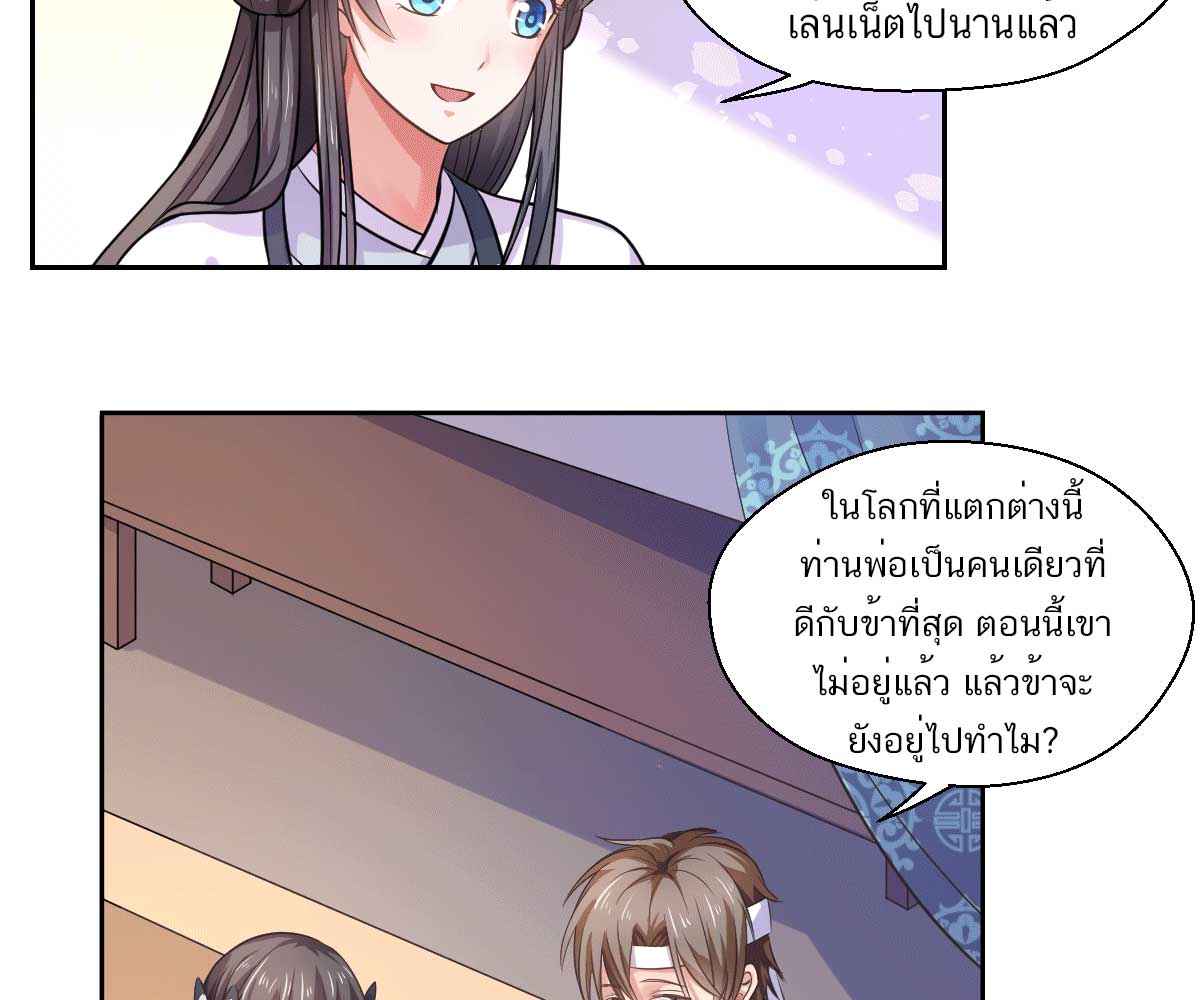 เล่นเน็ตไปนานแล้ว
ในโลกที่แตกต่างนี้
ท่านพ่อเป็นคนเดียวที่
ดีกับข้าที่สุด ตอนนี้เขา
ไม่อยู่แล้ว แล้วข้าจะ
ยังอยู่ไปทำไม?